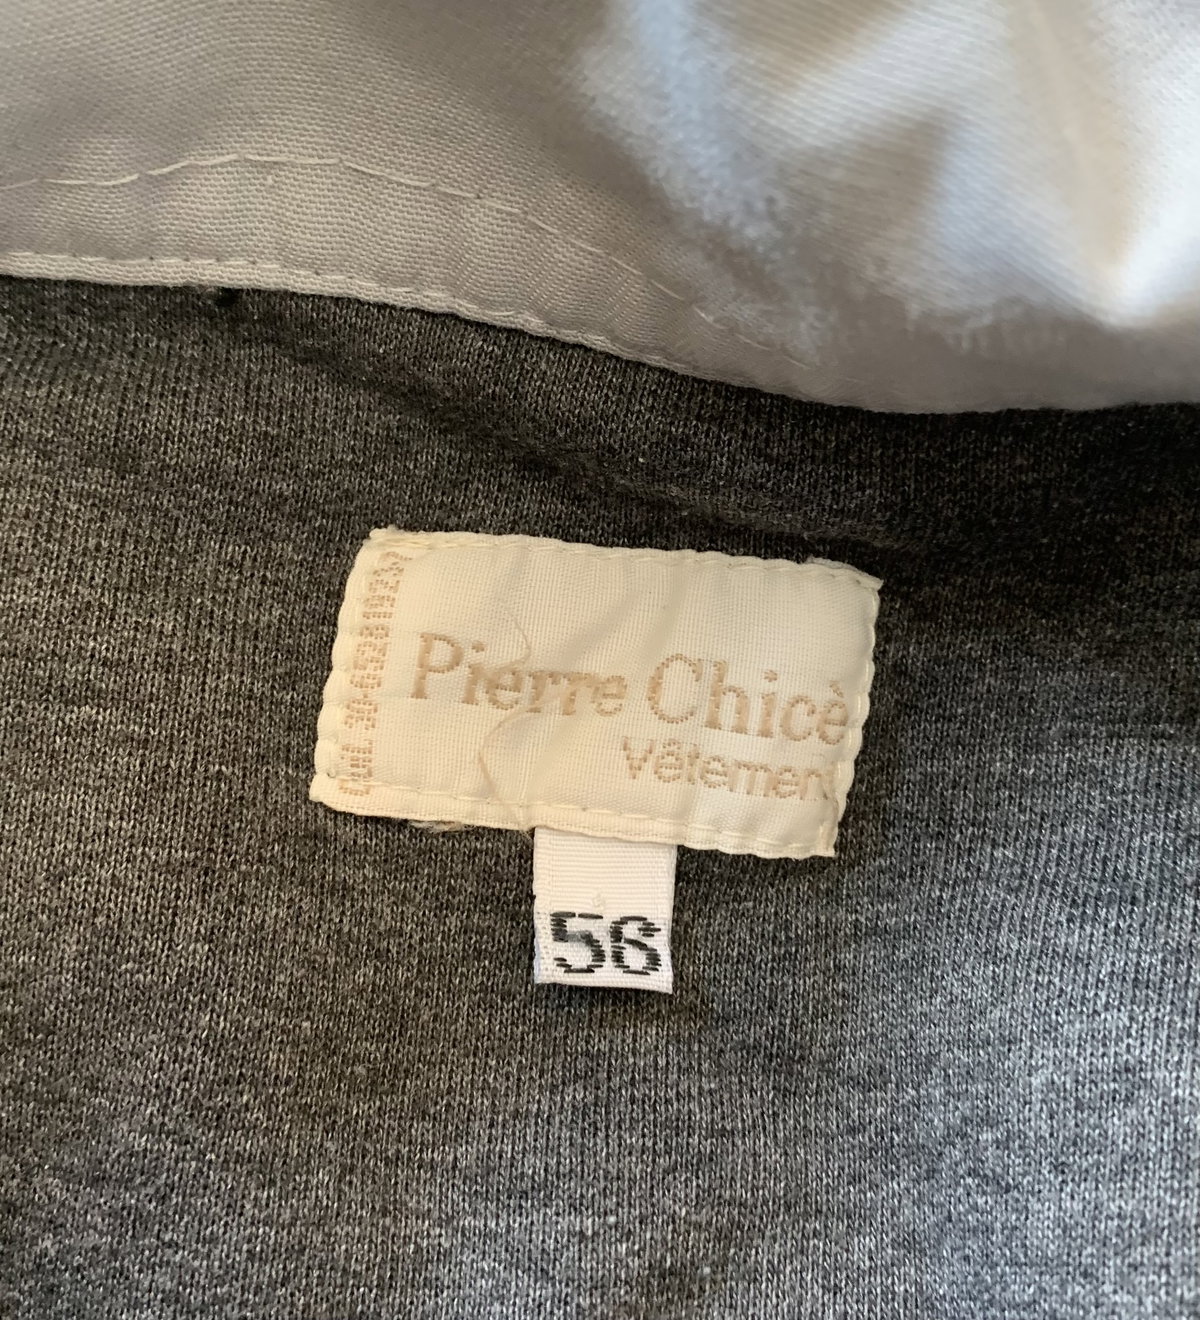 Pierre Chicè
Vêtement
56